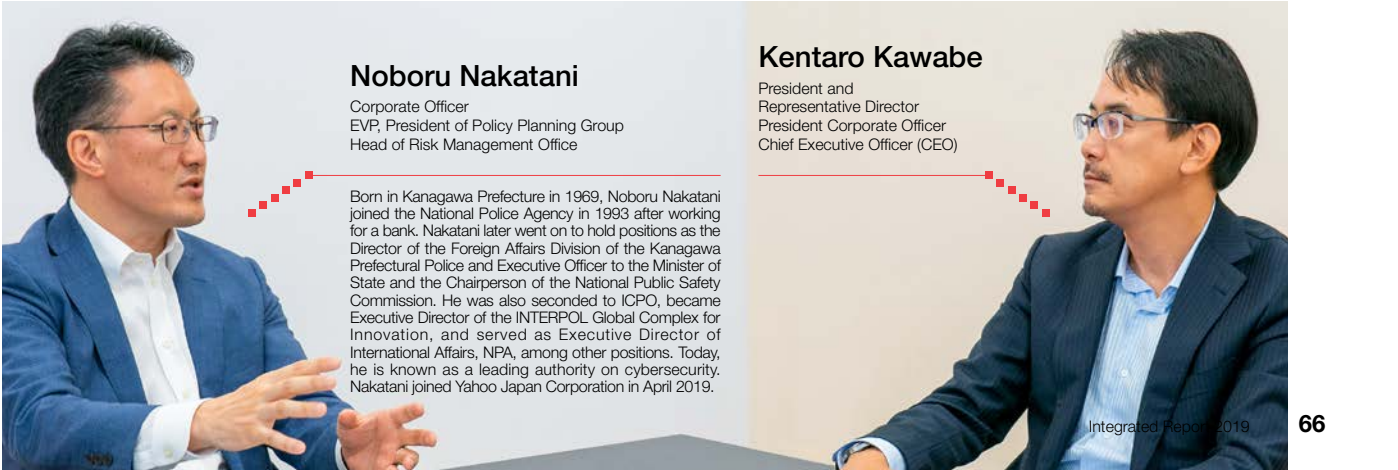 Noboru Nakatani
Corporate Officer
EVP, President of Policy Planning Group
Head of Risk Management Office
Born in Kanagawa Prefecture in 1969, Noboru Nakatani
joined the National Police Agency in 1993 after working
for a bank. Nakatani later went on to hold positions as the
Director of the Foreign Affairs Division of the Kanagawa
Prefectural Police and Executive Officer to the Minister of
State and the Chairperson of the National Public Safety
Commission. He was also seconded to ICPO, became
Executive Director of the INTERPOL Global Complex for
Innovation, and served as Executive Director of
International Affairs, NPA, among other positions. Today,
he is known as a leading authority on cybersecurity.
Nakatani joined Yahoo Japan Corporation in April 2019.
Kentaro Kawabe
President and
Representative Director
President Corporate Officer
Chief Executive Officer (CEO)
Integrated Report 2019 66